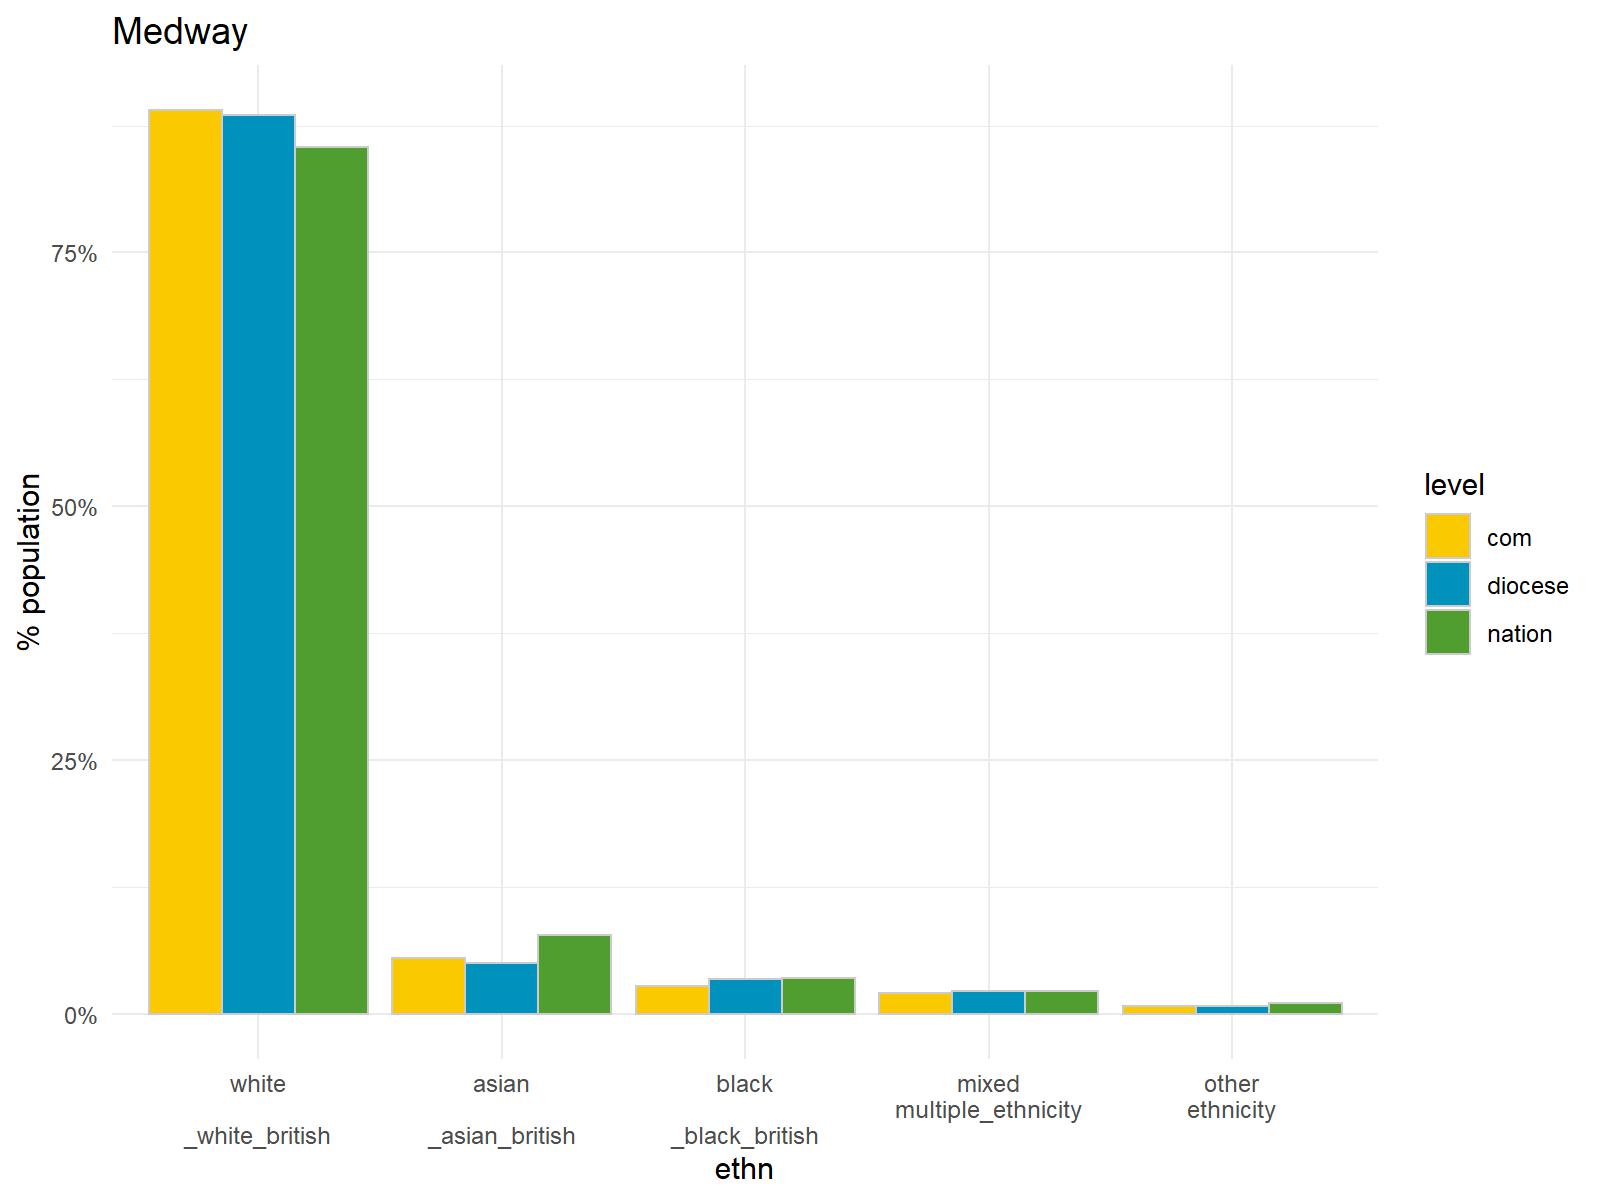 Medway
% population
75%
50%
25%
0%
white
_white_british
asian
_asian_british
black
_black_british
mixed
multiple_ethnicity
other
ethnicity
ethn
level
com
diocese
nation